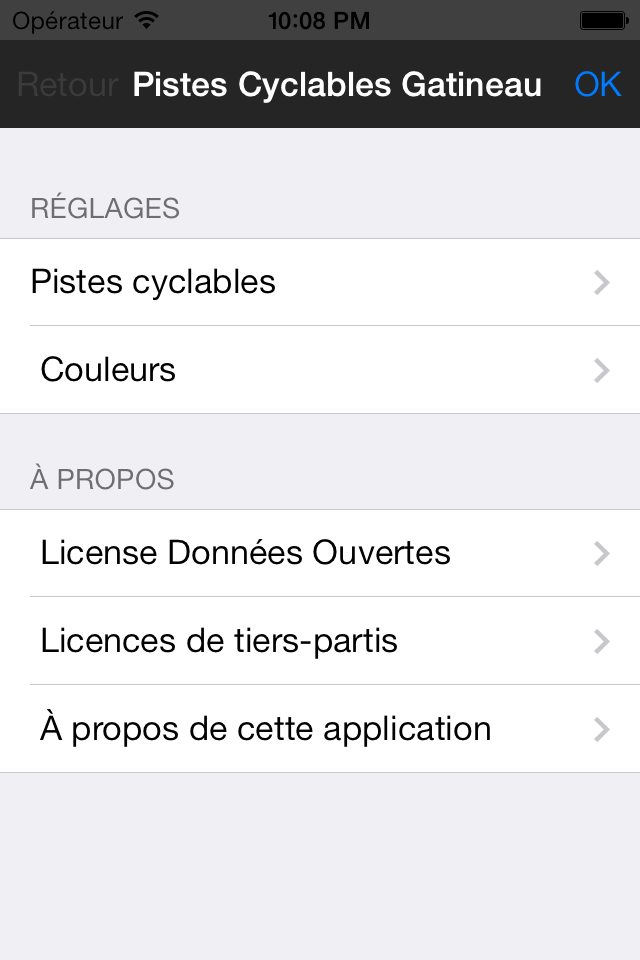 Opérateur 10:08 PM
Retour Pistes Cyclables Gatineau OK
RÉGLAGES
Pistes cyclables
Couleurs
À PROPOS
License Données Ouvertes
Licences de tiers-partis
À propos de cette application